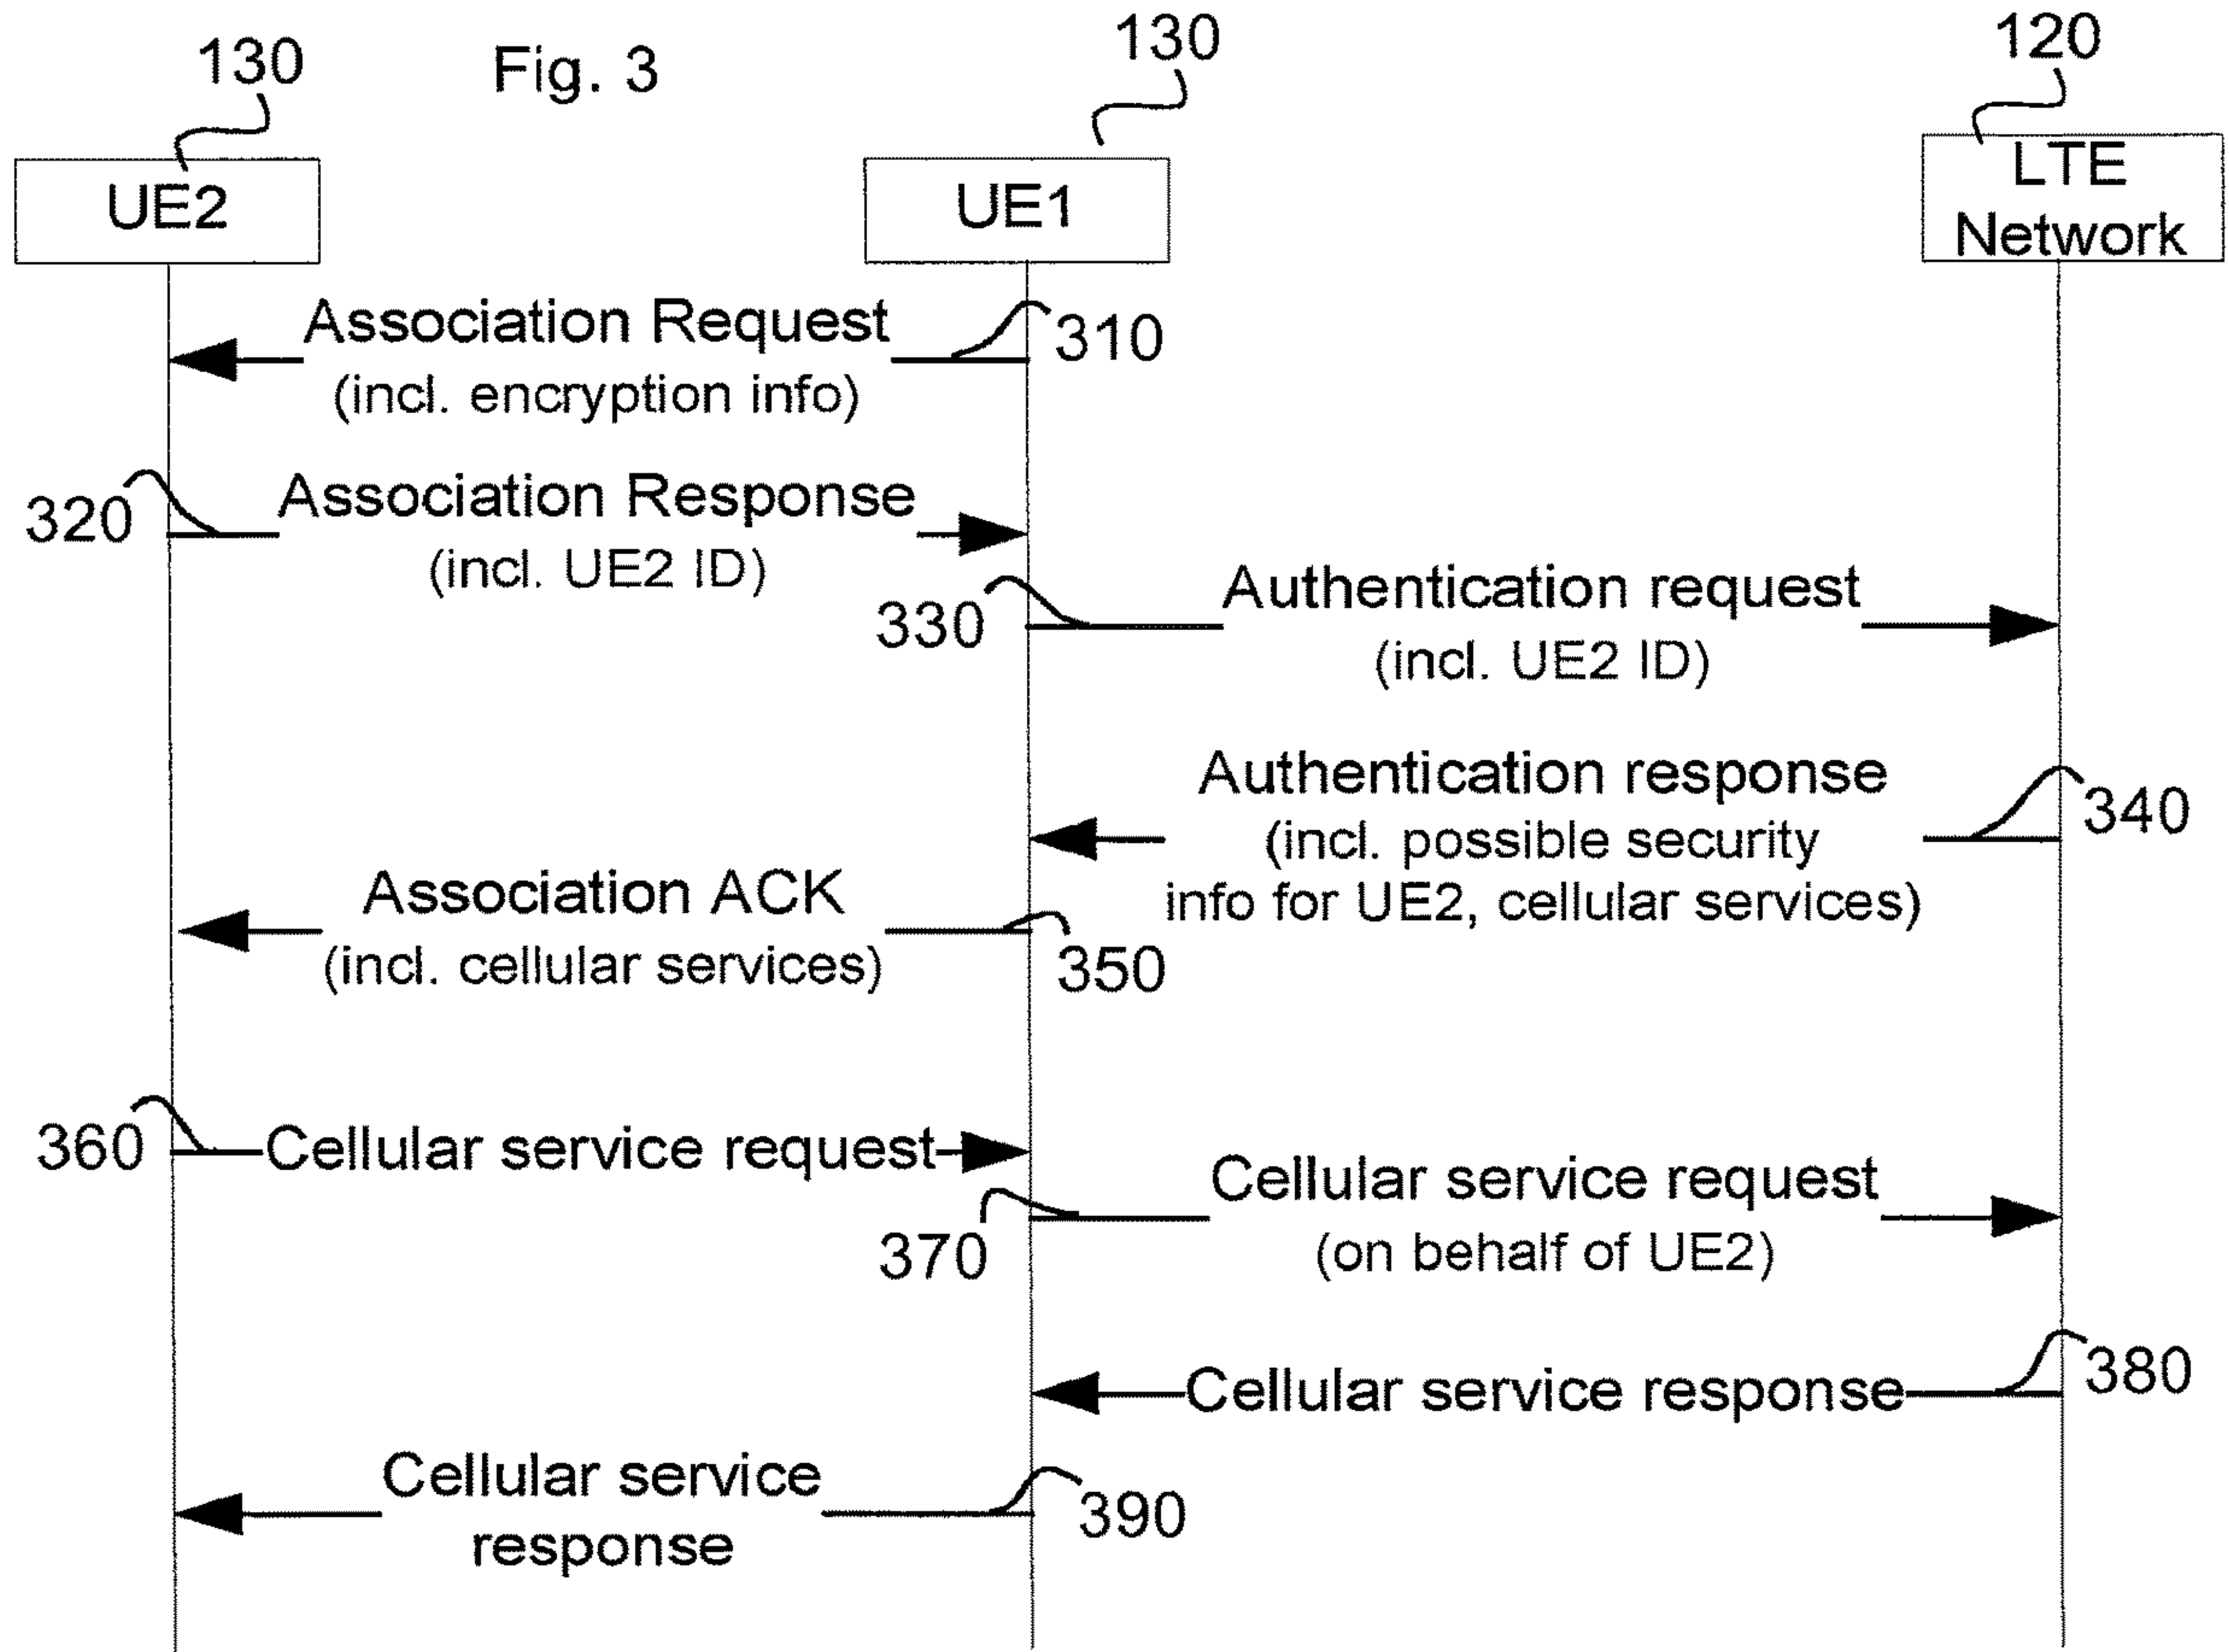 Fig. 3
130
130
120
UE2
UE1
LTE
Network
Association Request
310
(incl. encryption info)
320
Association Response
(incl. UE2 ID)
330
Authentication request
(incl. UE2 ID)
Authentication response
340
(incl. possible security
info for UE2, cellular services)
Association ACK
350
(incl. cellular services)
360
Cellular service request
370
Cellular service request
(on behalf of UE2)
Cellular service response
380
Cellular service
response
390